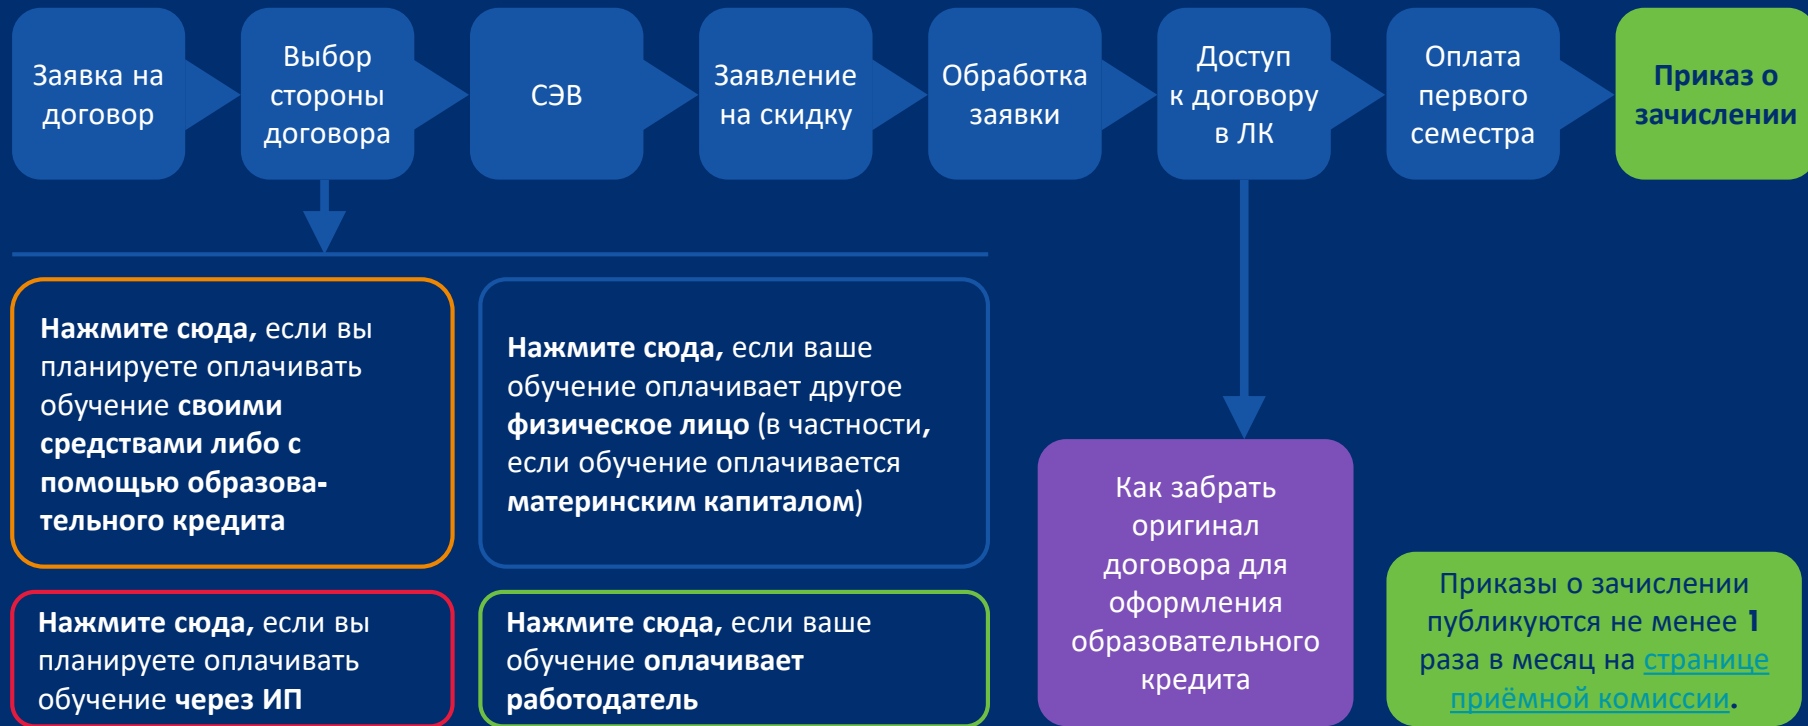 Заявка на
договор
Выбор
стороны
договора
СЭВ
Заявление
на скидку
Обработка
заявки
Доступ
к договору
в ЛК
Оплата
первого
семестра
Приказ о
зачислении
Нажмите сюда, если вы
планируете оплачивать
обучение своими
средствами либо с
помощью образова-
тельного кредита
Нажмите сюда, если ваше
обучение оплачивает другое
физическое лицо (в частности,
если обучение оплачивается
материнским капиталом)
Нажмите сюда, если вы
планируете оплачивать
обучение через ИП
Нажмите сюда, если ваше
обучение оплачивает
работодатель
Как забрать
оригинал
договора для
оформления
образовательного
кредита
Приказы о зачислении
публикуются не менее 1
раза в месяц на странице
приёмной комиссии.